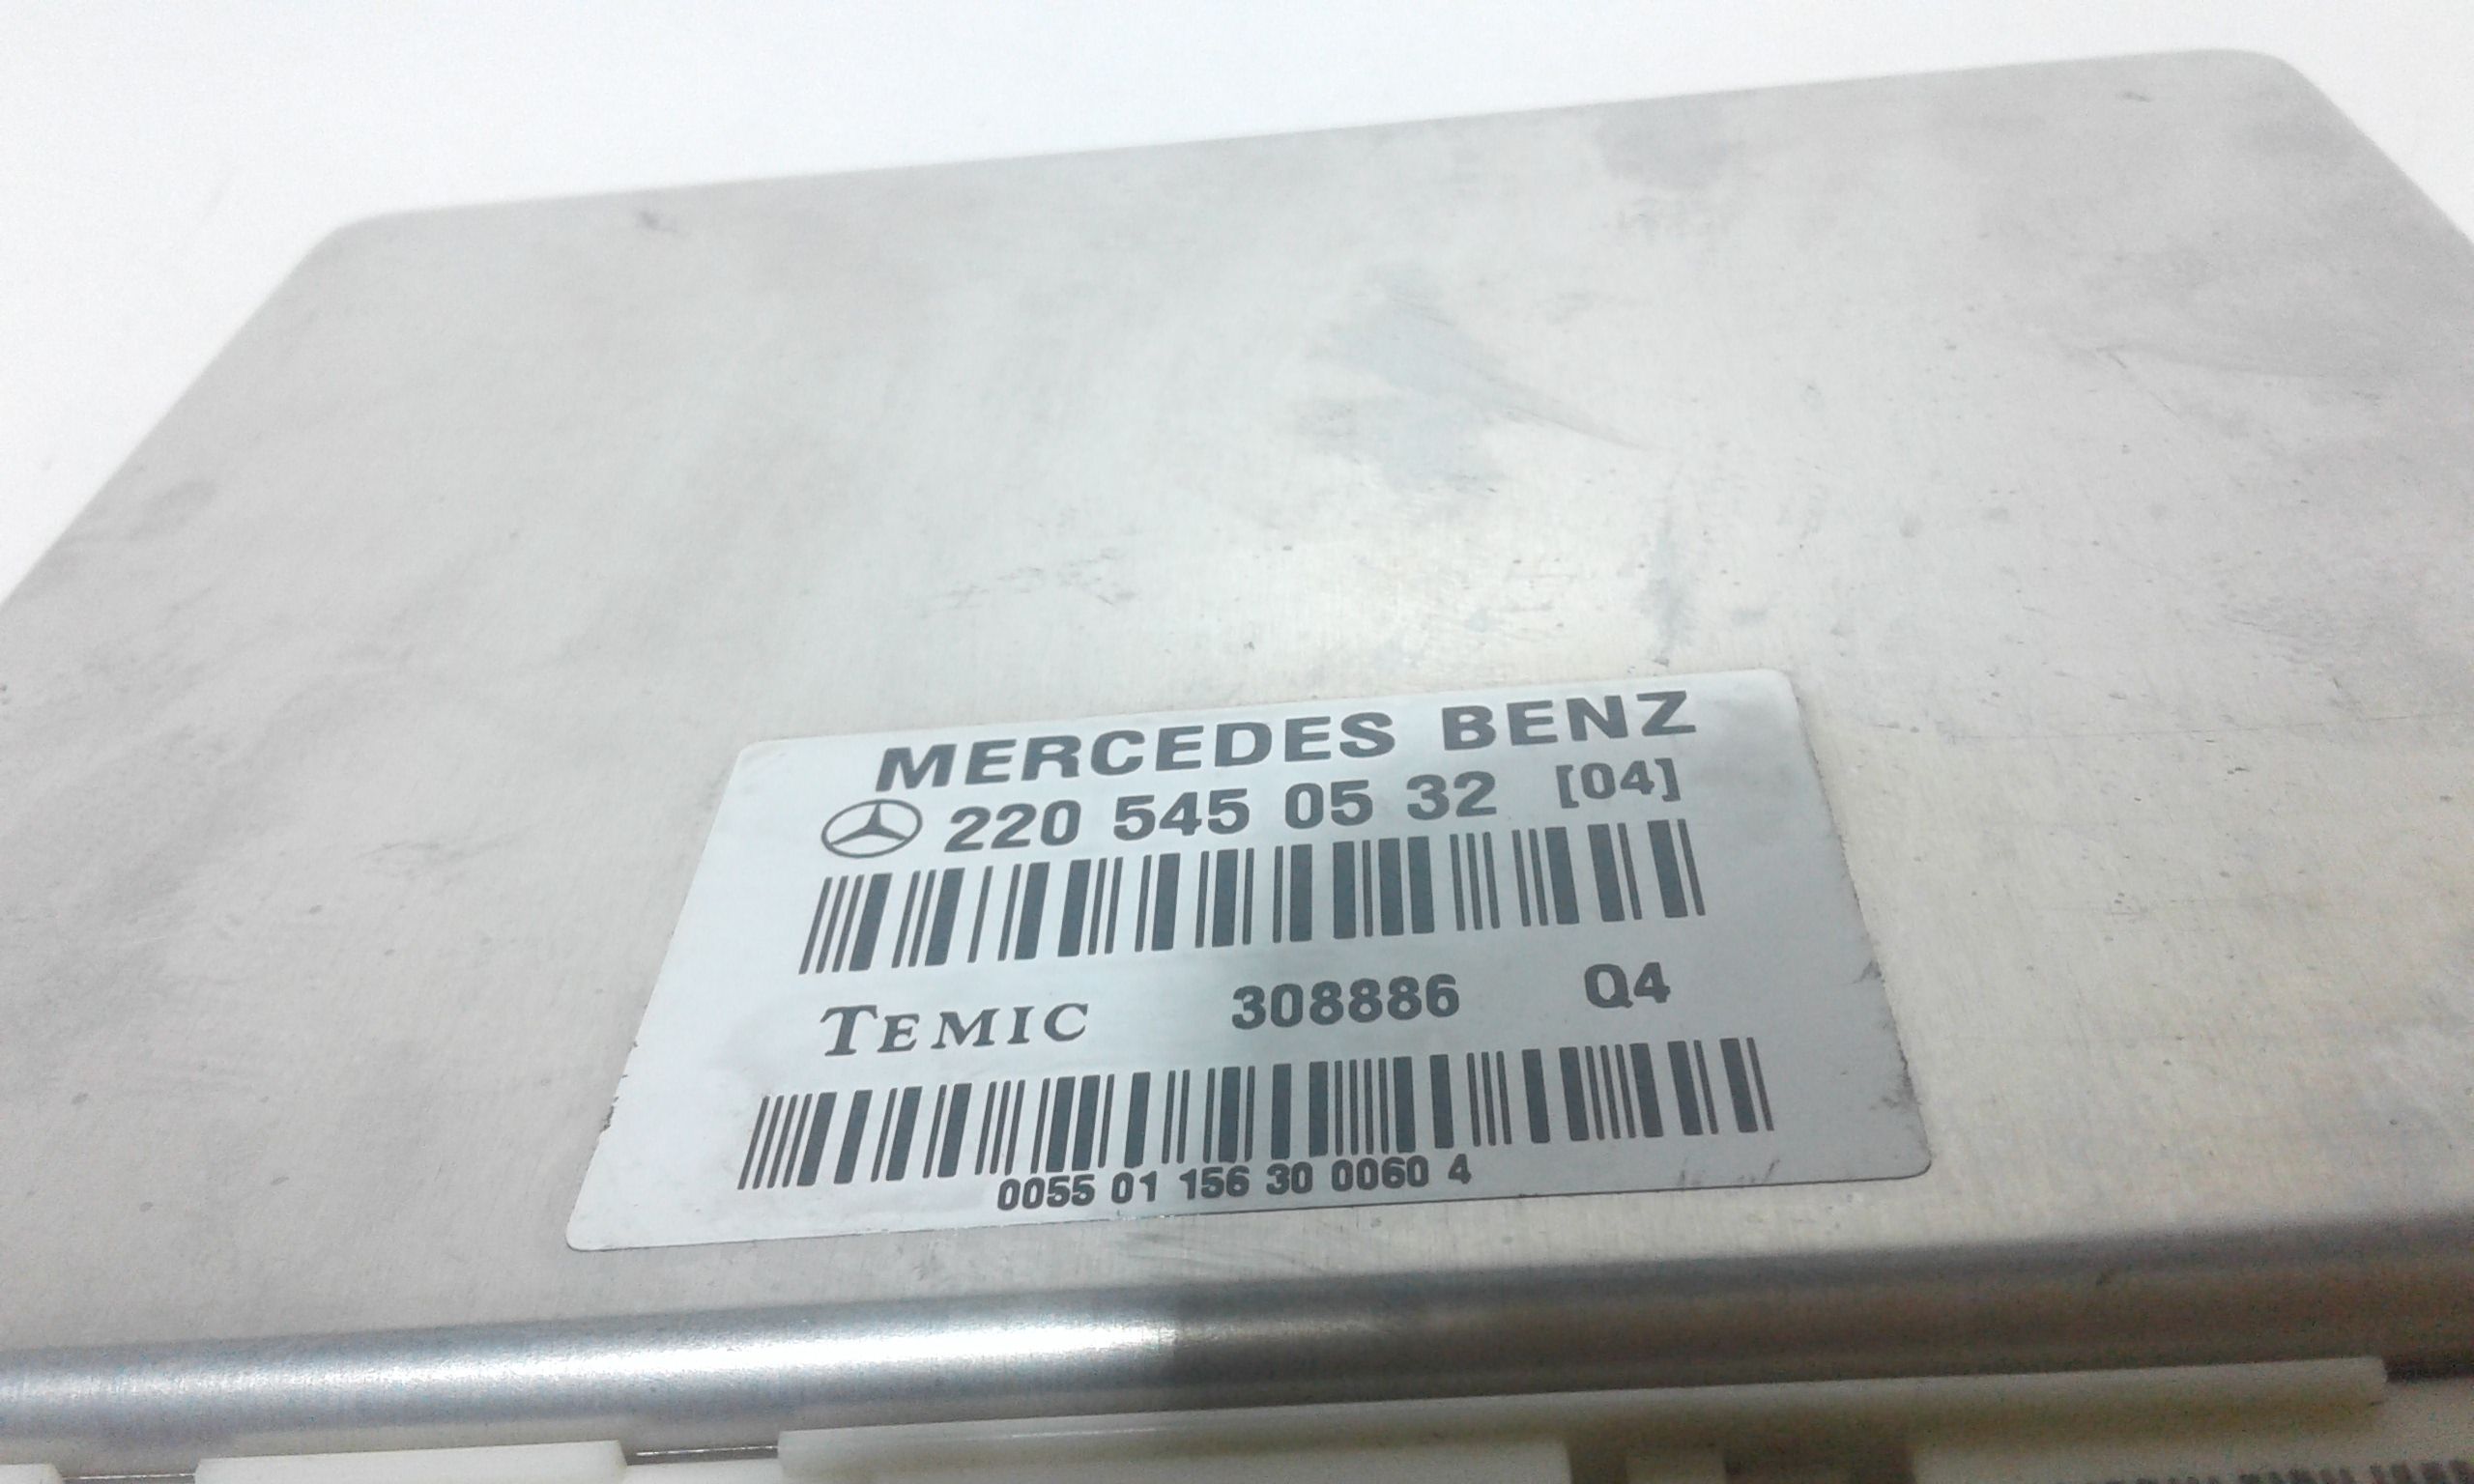 MERCEDES BENZ
220 545 05 32 [04]
TEMIC 308886 Q4
0055 01 156 30 0060 4